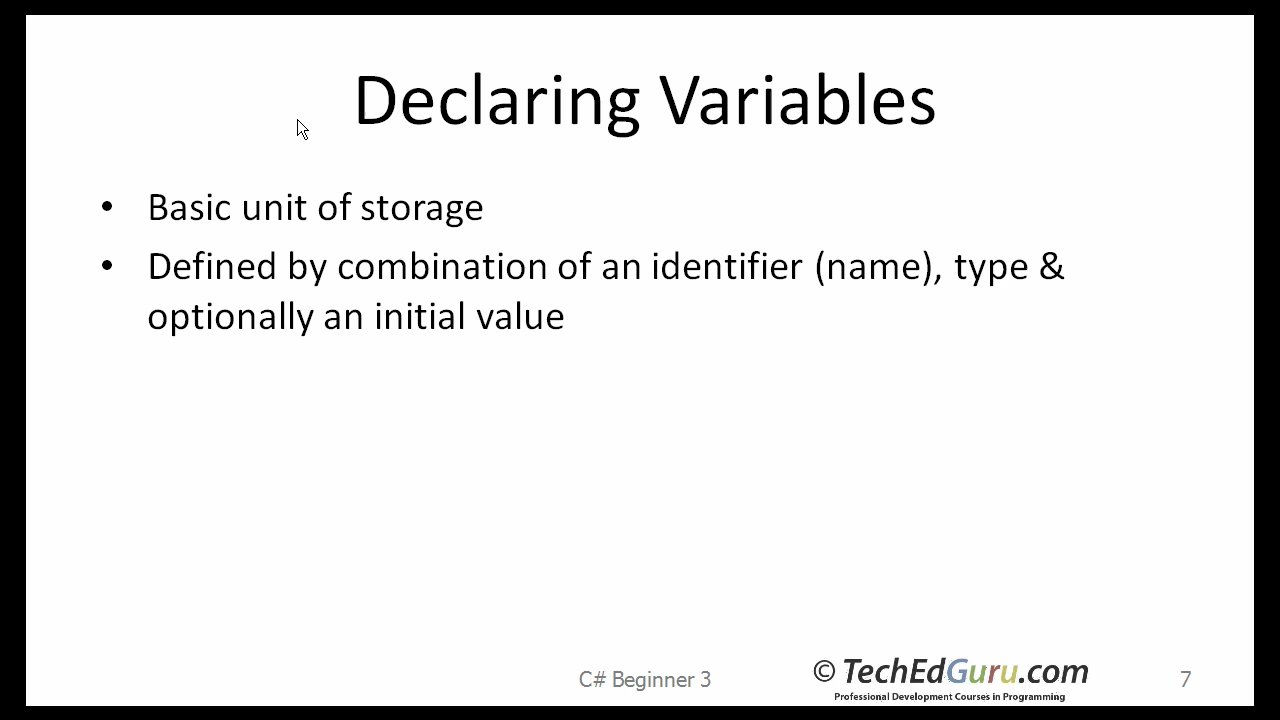 Declaring Variables
• Basic unit of storage
• Defined by combination of an identifier (name), type &
optionally an initial value
C# Beginner 3
© TechEdGuru.com
Professional Development Courses in Programming
7